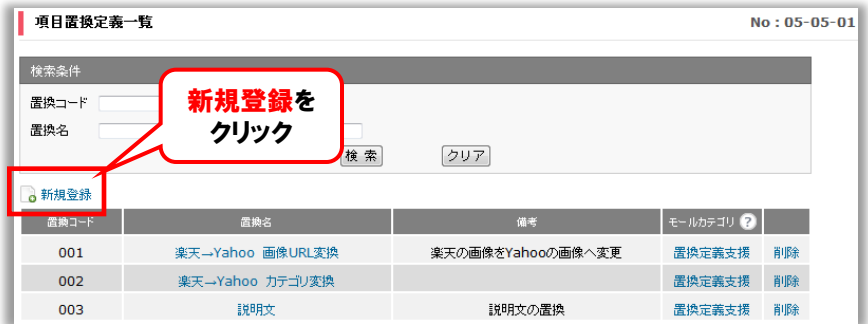 項目置換定義一覧 No：05-05-01
検索条件
置換コード
置換名
新規登録を
クリック
検 索 クリア
新規登録
置換コード 置換名 備考 モールカテゴリ ?
001 楽天→Yahoo 画像URL変換 楽天の画像をYahooの画像へ変更 置換定義支援 削除
002 楽天→Yahoo カテゴリ変換 置換定義支援 削除
003 説明文 説明文の置換 置換定義支援 削除